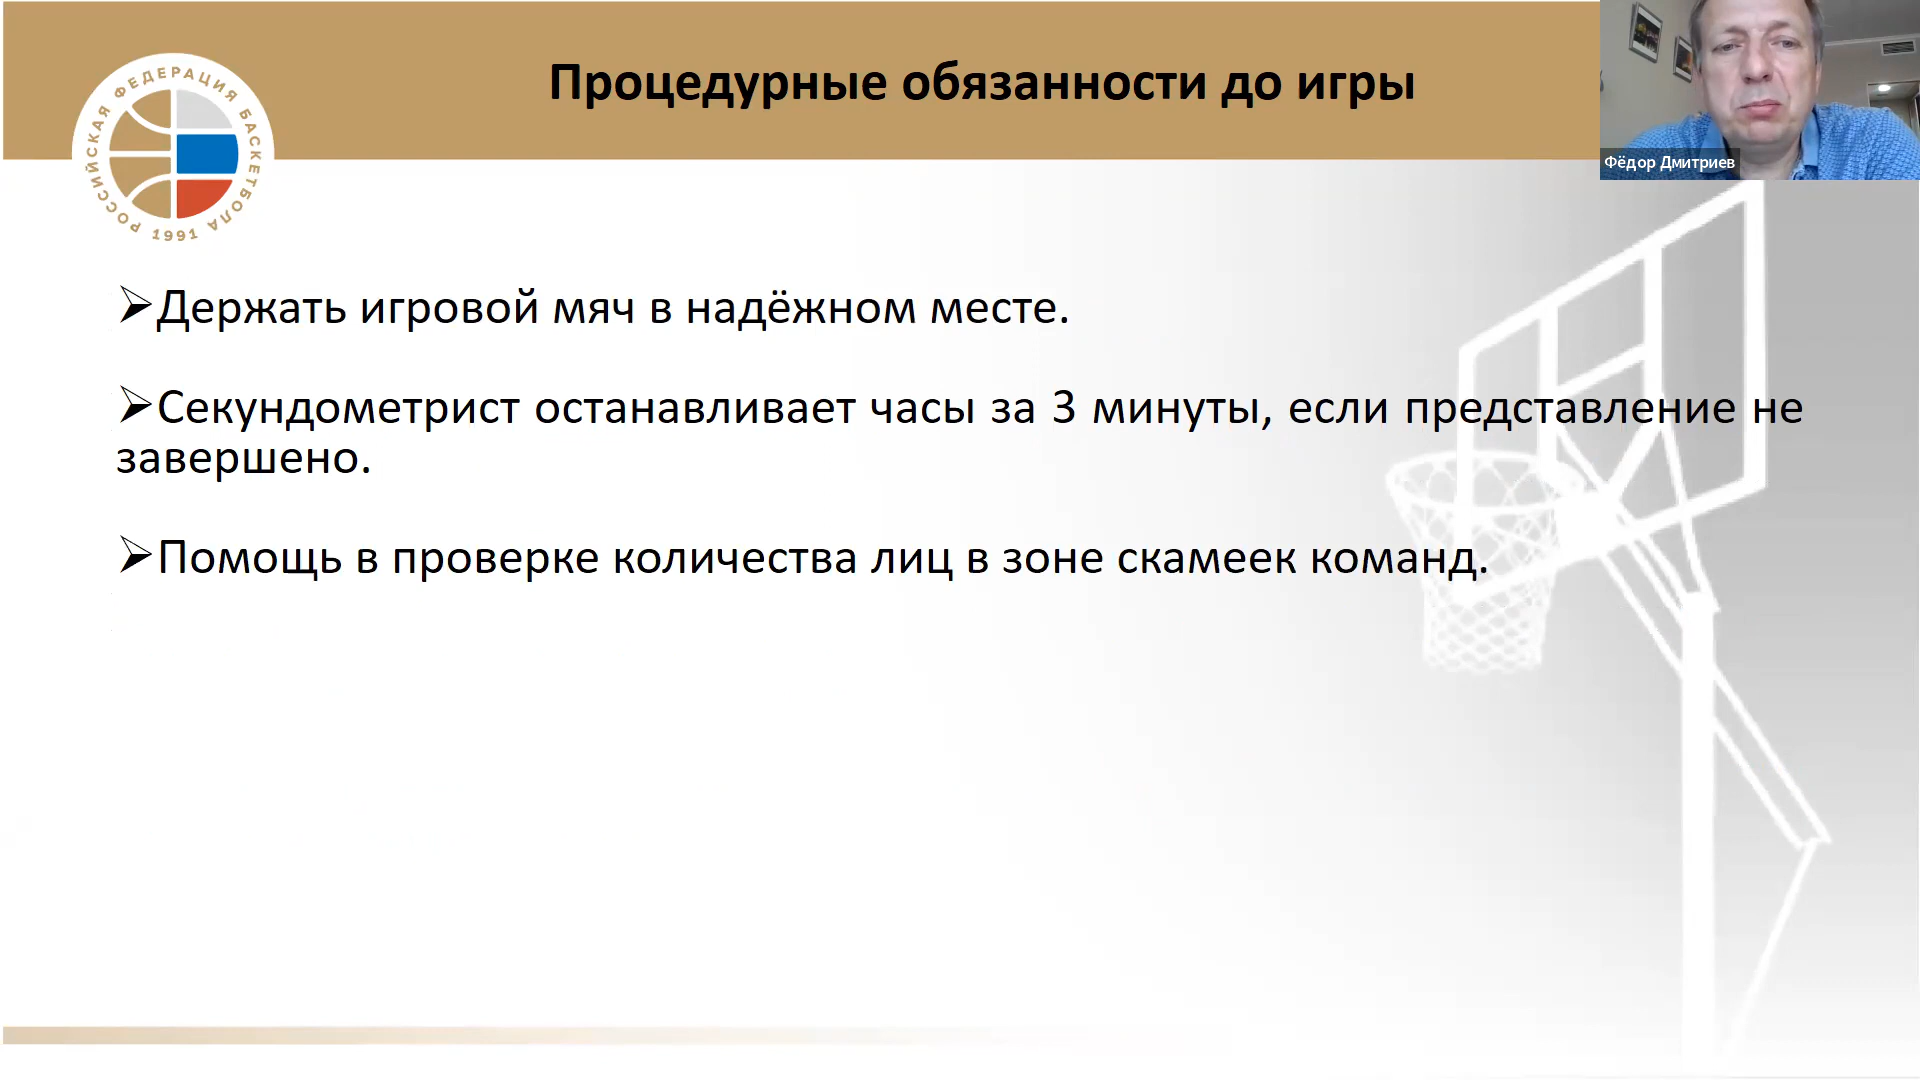 Процедурные обязанности до игры
РОССИЙСКАЯ ФЕДЕРАЦИЯ БАСКЕТБОЛА
1991
Фёдор Дмитриев
➢Держать игровой мяч в надёжном месте.
➢Секундометрист останавливает часы за 3 минуты, если представление не
завершено.
➢Помощь в проверке количества лиц в зоне скамеек команд.